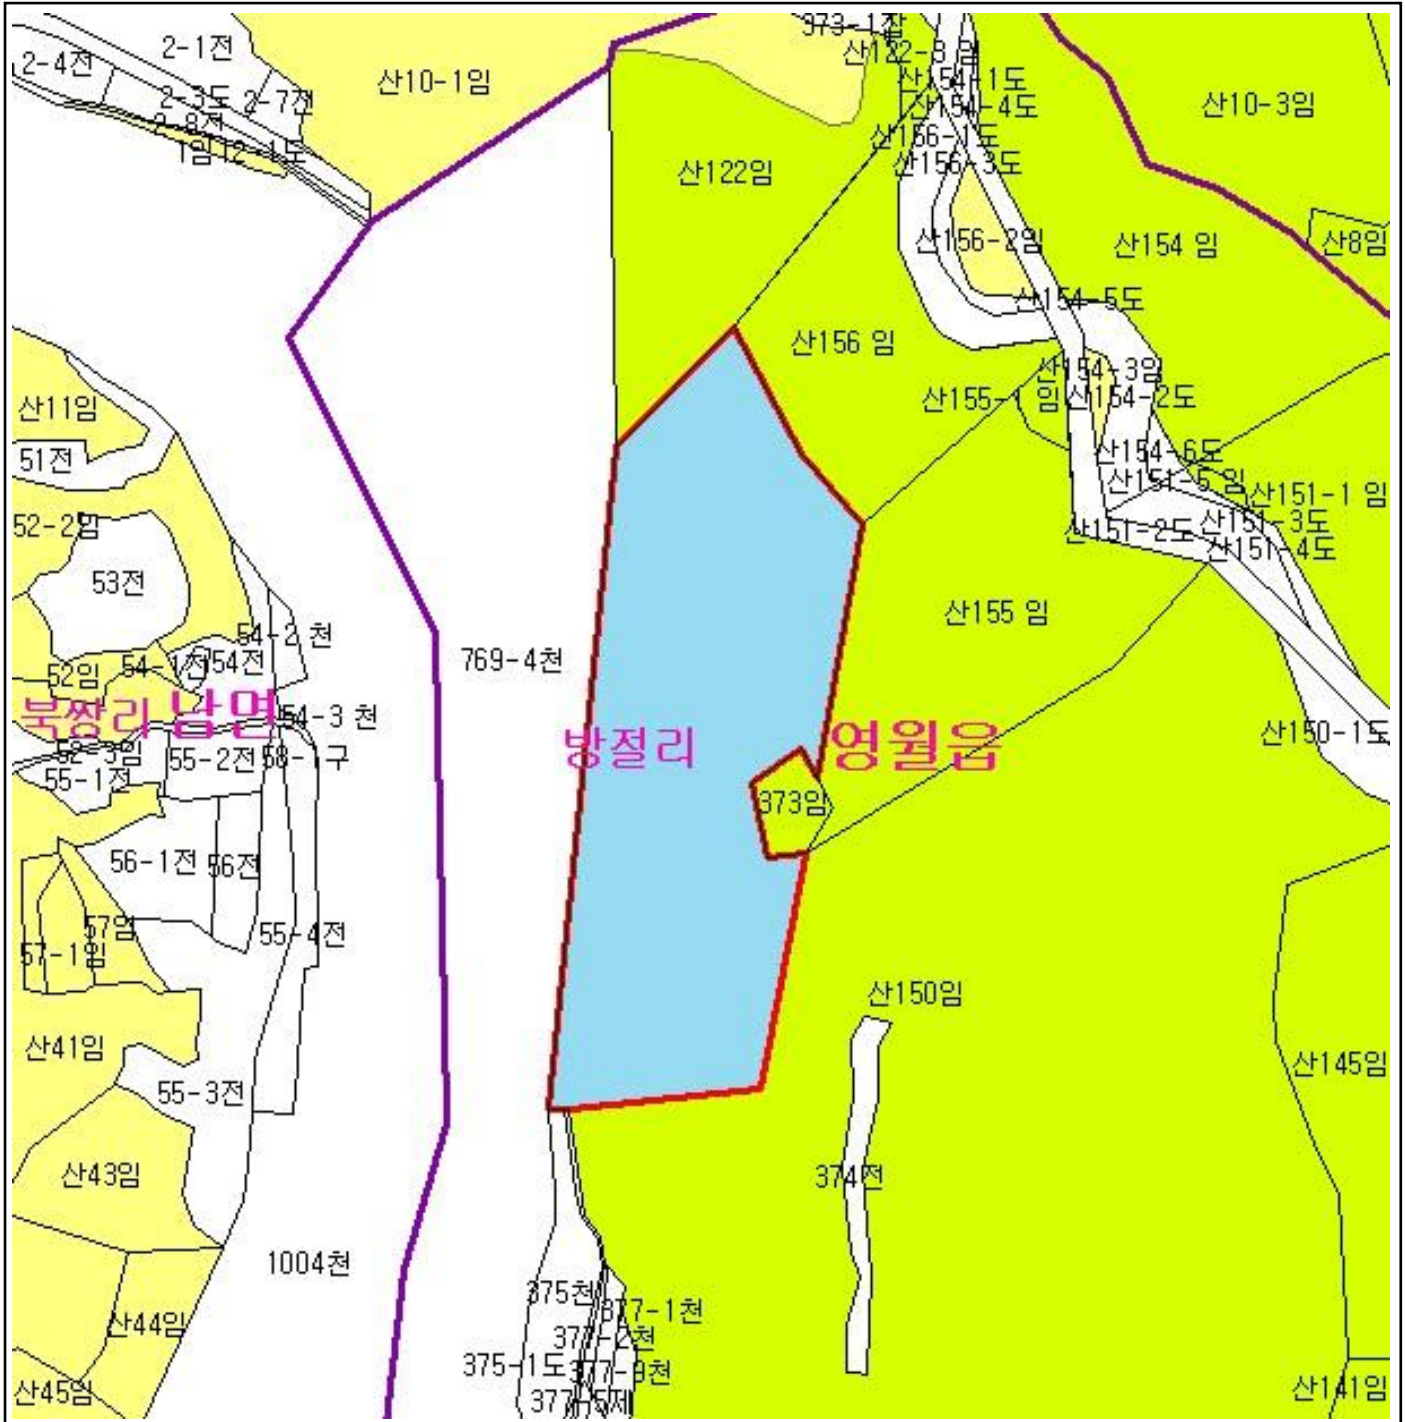 373-1잡
2-1전
산122-3 임
2-4전
산154-1도
산10-1임
2-3도
2-7전
산154-4도
산10-3임
2-8전
산156-1도
1임
12-1도
산156-3도
산122임
산156-2임
산154 임
산8임
산154-5도
산156 임
산154-3임
산155-1 임
산154-2도
산11임
산154-6도
51전
산151-5 임
산151-1 임
52-2임
산151-2도
산151-3도
산151-4도
53전
산155 임
54-2 천
769-4천
52임
54-1전
54전
북쌍리
남면
54-3 천
방절리
영월읍
산150-1도
52-3임
55-2전
58-1구
55-1전
373임
56-1전
56전
57임
55-4전
57-1임
산150임
산41임
산145임
55-3전
산43임
374전
1004천
375천
377-1천
산44임
377-2천
375-1도
377-3천
산45임
산141임
377-5제